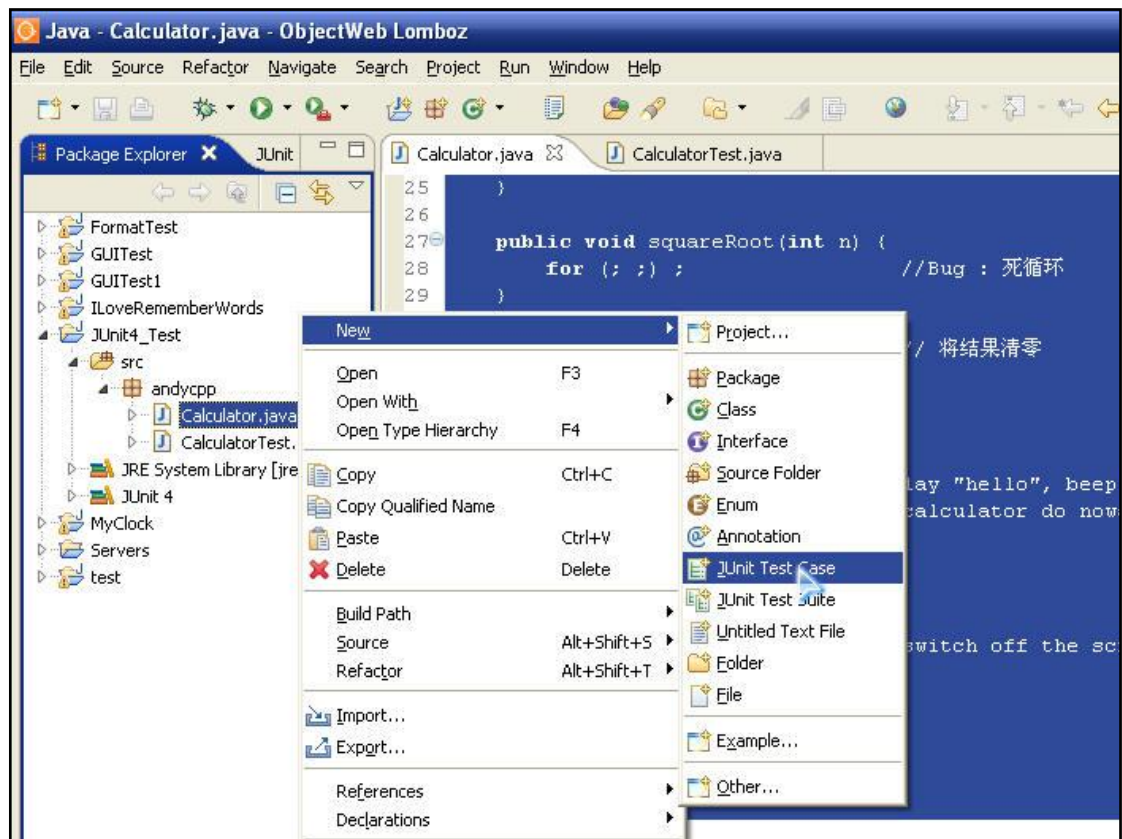 Java - Calculator.java - ObjectWeb Lomboz
File Edit Source Refactor Navigate Search Project Run Window Help
Package Explorer
JUnit
Calculator.java
CalculatorTest.java
FormatTest
GUITest
GUITest1
ILoveRememberWords
JUnit4_Test
src
andycpp
Calculator.java
CalculatorTest.
JRE System Library [jre
JUnit 4
MyClock
Servers
test
25 }
26
27 public void squareRoot(int n) {
28 for (; ;) ; //Bug : 死循环
29 }
/ 将结果清零
lay "hello", beep
calculator do now
switch off the sc
New
Open F3
Open With
Open Type Hierarchy F4
Copy Ctrl+C
Copy Qualified Name
Paste Ctrl+V
Delete Delete
Build Path
Source Alt+Shift+S
Refactor Alt+Shift+T
Import...
Export...
References
Declarations
Project...
Package
Class
Interface
Source Folder
Enum
Annotation
JUnit Test Case
JUnit Test Suite
Untitled Text File
Folder
File
Example...
Other...